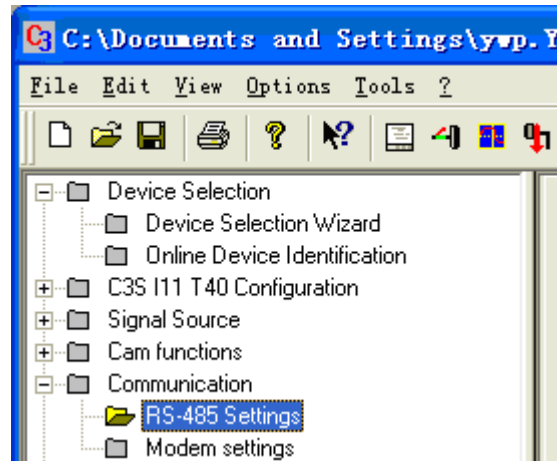 C3 C:\Documents and Settings\ywp.Y
File Edit View Options Tools ?
Device Selection
Device Selection Wizard
Online Device Identification
C3S I11 T40 Configuration
Signal Source
Cam functions
Communication
RS-485 Settings
Modem settings